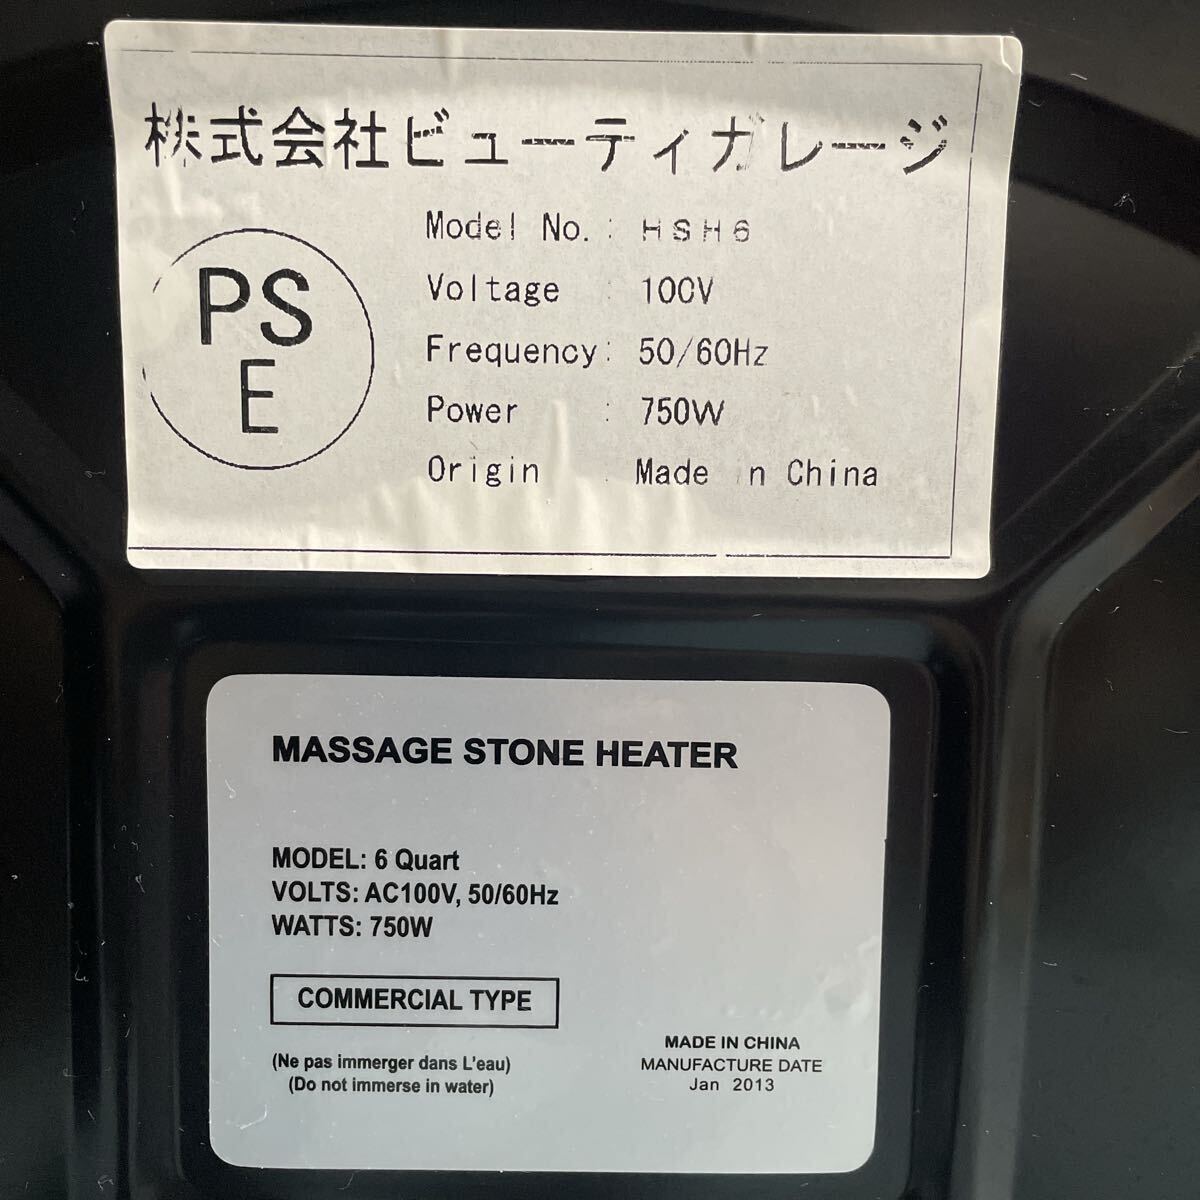 株式会社ビューティガレージ
PS
E
Model No. : HSH6
Voltage : 100V
Frequency: 50/60Hz
Power : 750W
Origin : Made in China
MASSAGE STONE HEATER
MODEL: 6 Quart
VOLTS: AC100V, 50/60Hz
WATTS: 750W
COMMERCIAL TYPE
(Ne pas immerger dans L'eau)
(Do not immerse in water)
MADE IN CHINA
MANUFACTURE DATE
Jan 2013